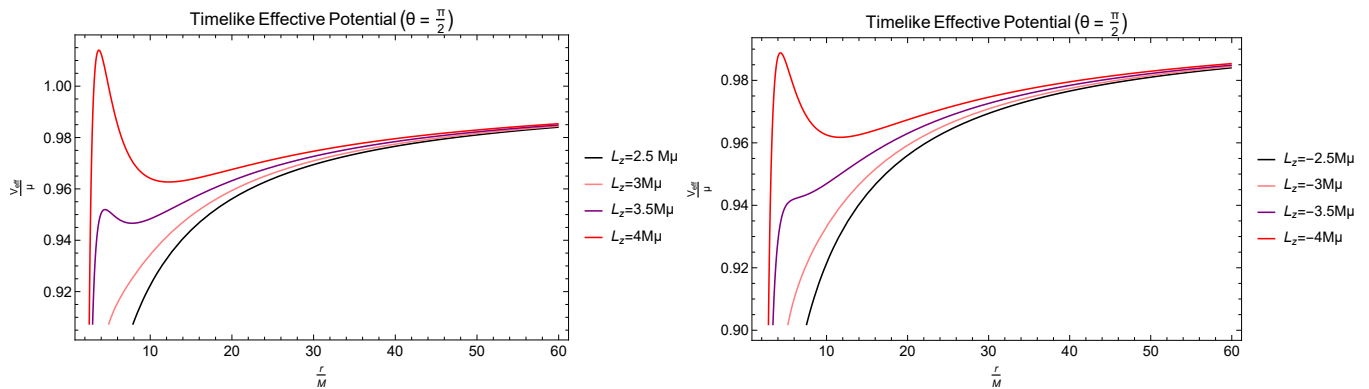 Timelike Effective Potential (θ = π/2)
1.00
0.98
0.96
0.94
0.92
Veff/μ
10 20 30 40 50 60
r/M
L_z=2.5 Mμ
L_z=3Mμ
L_z=3.5Mμ
L_z=4Mμ
Timelike Effective Potential (θ = π/2)
0.98
0.96
0.94
0.92
0.90
Veff/μ
10 20 30 40 50 60
r/M
L_z=−2.5Mμ
L_z=−3Mμ
L_z=−3.5Mμ
L_z=−4Mμ